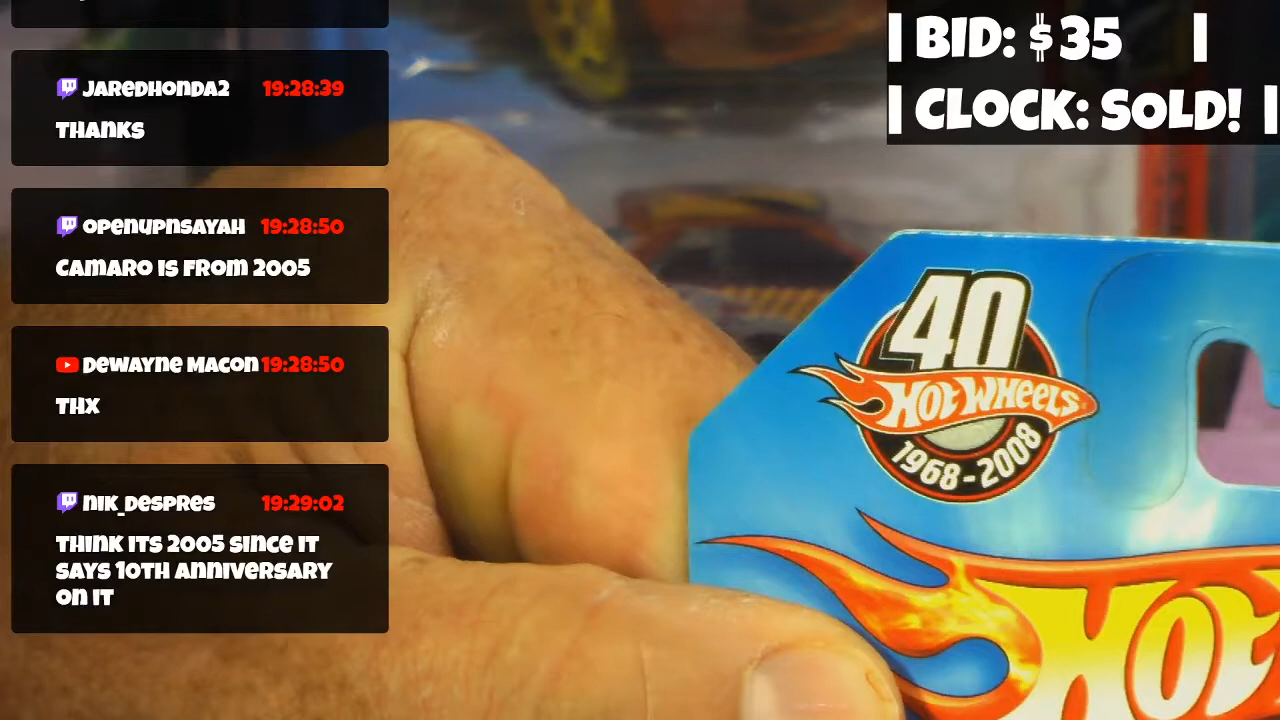 JAREDHONDA2 19:28:39
THANKS
OPENUPNSAYAH 19:28:50
CAMARO IS FROM 2005
DEWAYNE MACON 19:28:50
THX
NIK_DESPRES 19:29:02
THINK ITS 2005 SINCE IT
SAYS 10TH ANNIVERSARY
ON IT
| BID: $35 |
| CLOCK: SOLD! |
40
HOT WHEELS
1968-2008
HOT